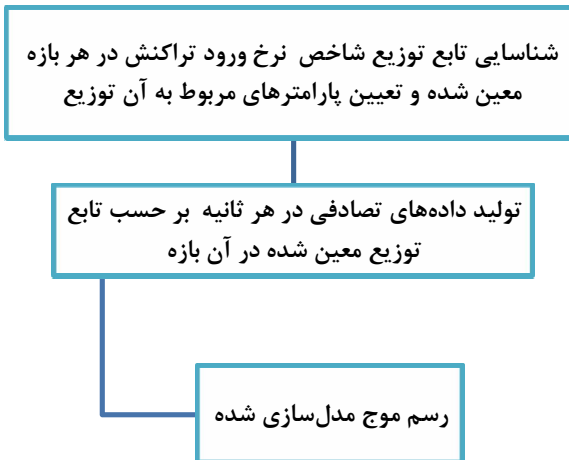 شناسایی تابع توزیع شاخص نرخ ورود تراکنش در هر بازه
معین شده و تعیین پارامترهای مربوط به آن توزیع
تولید داده‌های تصادفی در هر ثانیه بر حسب تابع
توزیع معین شده در آن بازه
رسم موج مدل‌سازی شده